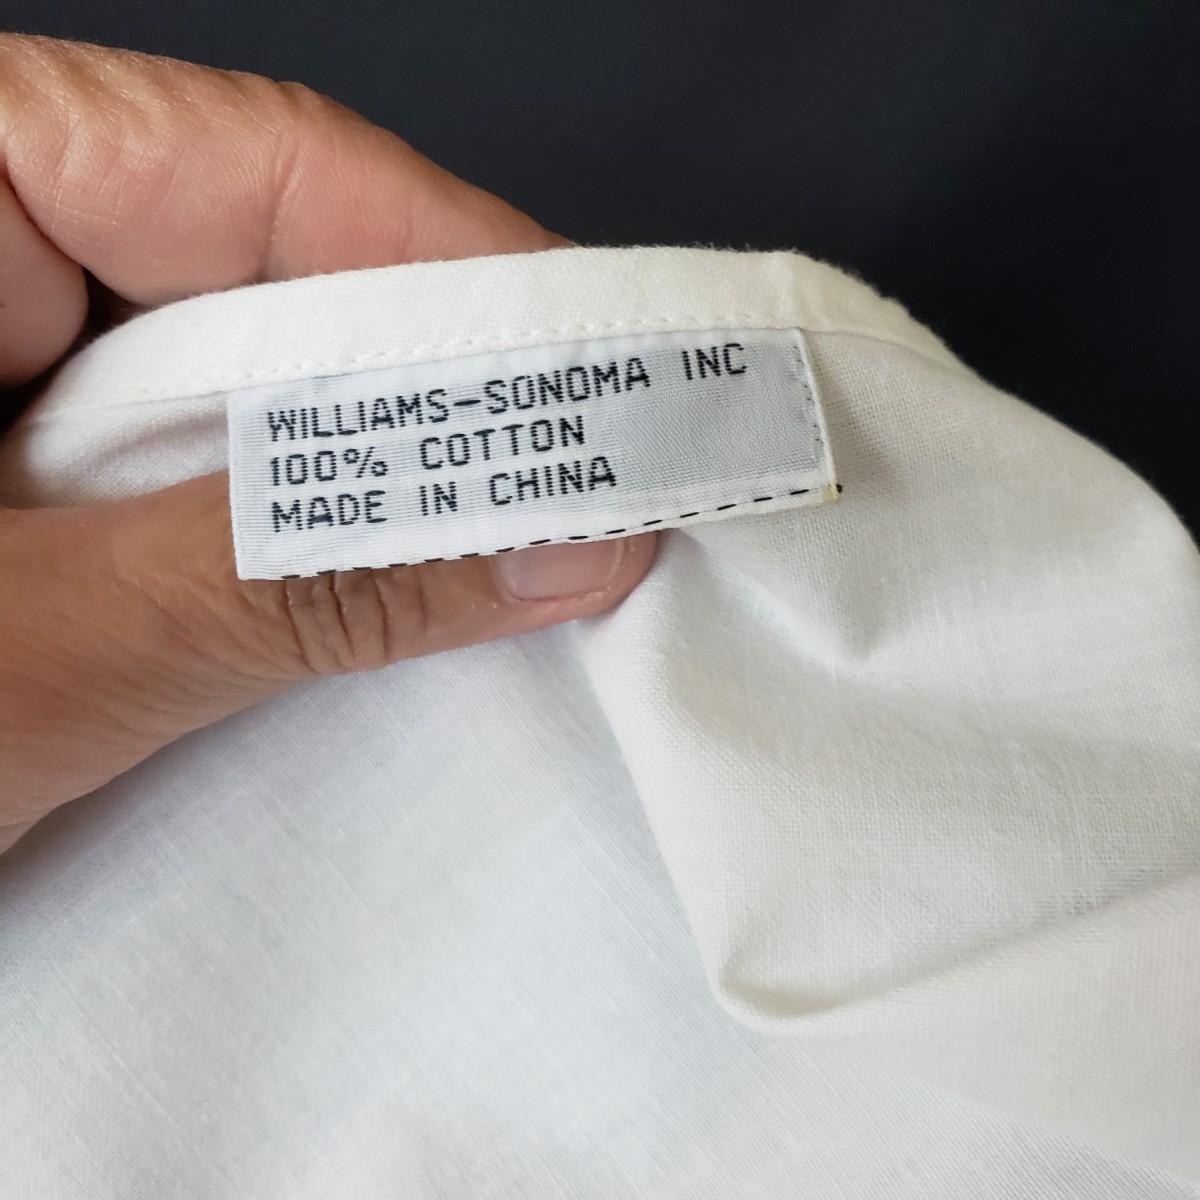 WILLIAMS-SONOMA INC
100% COTTON
MADE IN CHINA